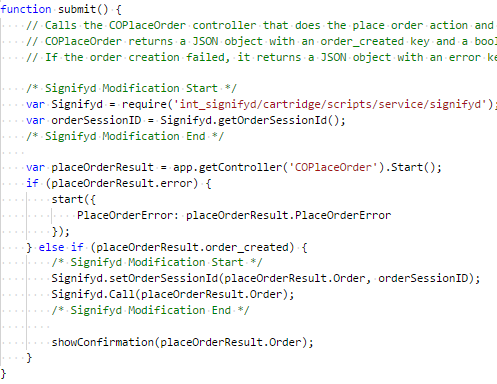 function submit() {
    // Calls the COPlaceOrder controller that does the place order action and
    // COPlaceOrder returns a JSON object with an order_created key and a boo
    // If the order creation failed, it returns a JSON object with an error ke

    /* Signifyd Modification Start */
    var Signifyd = require('int_signifyd/cartridge/scripts/service/signifyd');
    var orderSessionID = Signifyd.getOrderSessionId();
    /* Signifyd Modification End */

    var placeOrderResult = app.getController('COPlaceOrder').Start();
    if (placeOrderResult.error) {
        start({
            PlaceOrderError: placeOrderResult.PlaceOrderError
        });
    } else if (placeOrderResult.order_created) {
        /* Signifyd Modification Start */
        Signifyd.setOrderSessionId(placeOrderResult.Order, orderSessionID);
        Signifyd.Call(placeOrderResult.Order);
        /* Signifyd Modification End */

        showConfirmation(placeOrderResult.Order);
    }
}